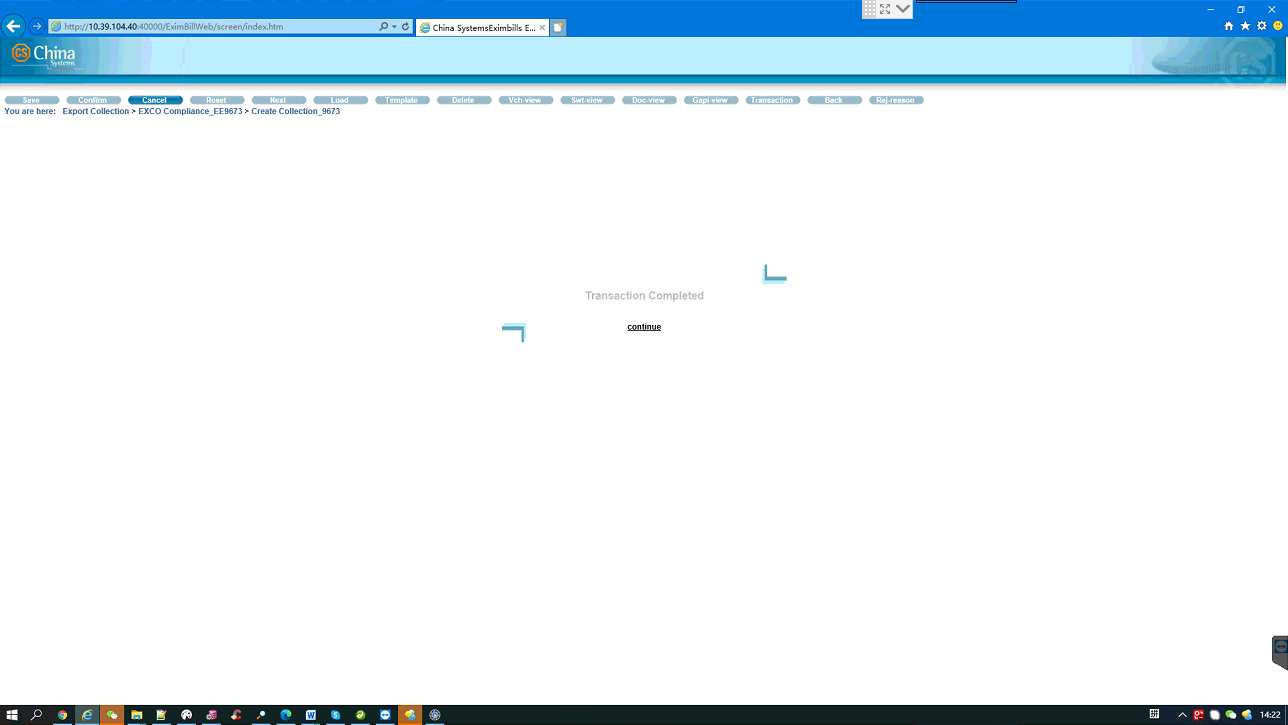 http://10.39.104.40:40000/EximBillWeb/screen/index.htm
China SystemsEximbills E...
CS China
Systems
Save Confirm Cancel Reset Next Load Template Delete Vch-view Swt-view Doc-view Gapi-view Transaction Back Rej-reason
You are here: Export Collection > EXCO Compliance_EE9673 > Create Collection_9673
Transaction Completed
continue
14:22